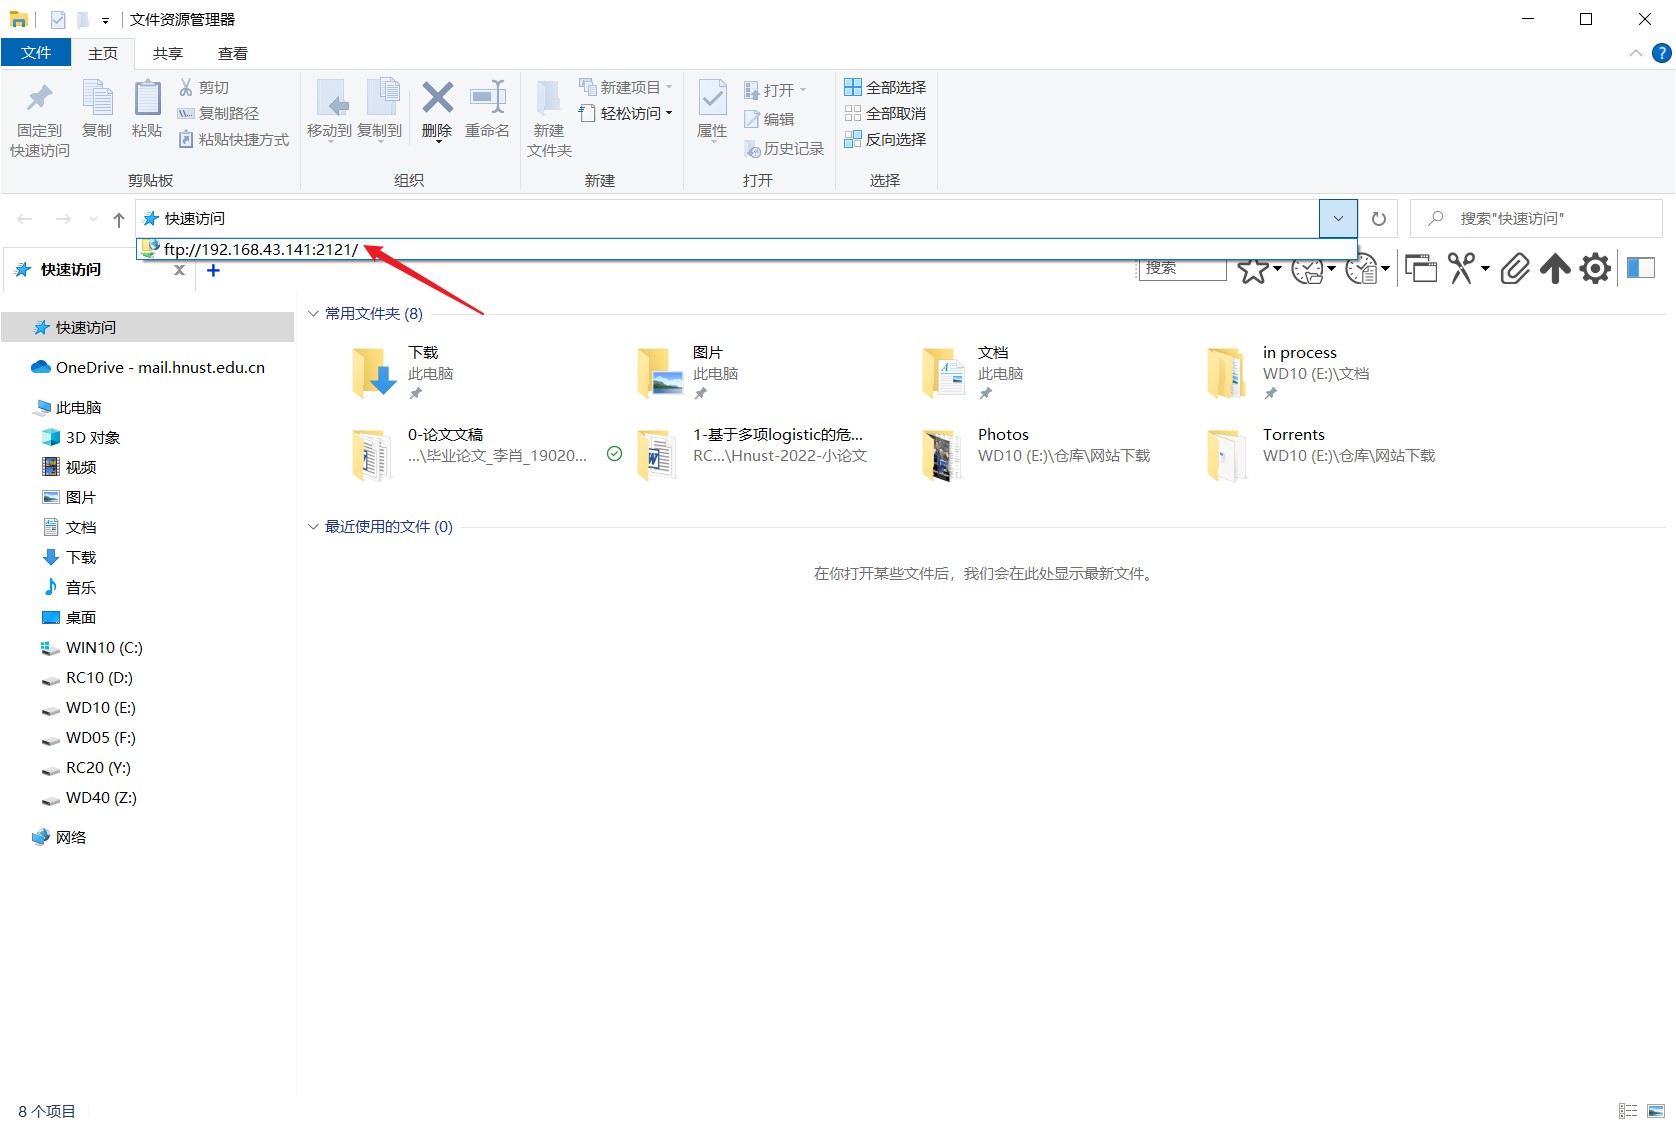 文件资源管理器
文件 主页 共享 查看
固定到
快速访问
复制
粘贴
剪切
复制路径
粘贴快捷方式
剪贴板
移动到
复制到
删除
重命名
组织
新建
文件夹
新建项目
轻松访问
新建
属性
打开
编辑
历史记录
打开
全部选择
全部取消
反向选择
选择
快速访问
搜索"快速访问"
ftp://192.168.43.141:2121/
快速访问
搜索
快速访问
OneDrive - mail.hnust.edu.cn
此电脑
3D 对象
视频
图片
文档
下载
音乐
桌面
WIN10 (C:)
RC10 (D:)
WD10 (E:)
WD05 (F:)
RC20 (Y:)
WD40 (Z:)
网络
常用文件夹 (8)
下载
此电脑
图片
此电脑
文档
此电脑
in process
WD10 (E:)\文档
0-论文文稿
...\毕业论文_李肖_19020...
1-基于多项logistic的危...
RC...\Hnust-2022-小论文
Photos
WD10 (E:)\仓库\网站下载
Torrents
WD10 (E:)\仓库\网站下载
最近使用的文件 (0)
在你打开某些文件后，我们会在此处显示最新文件。
8 个项目